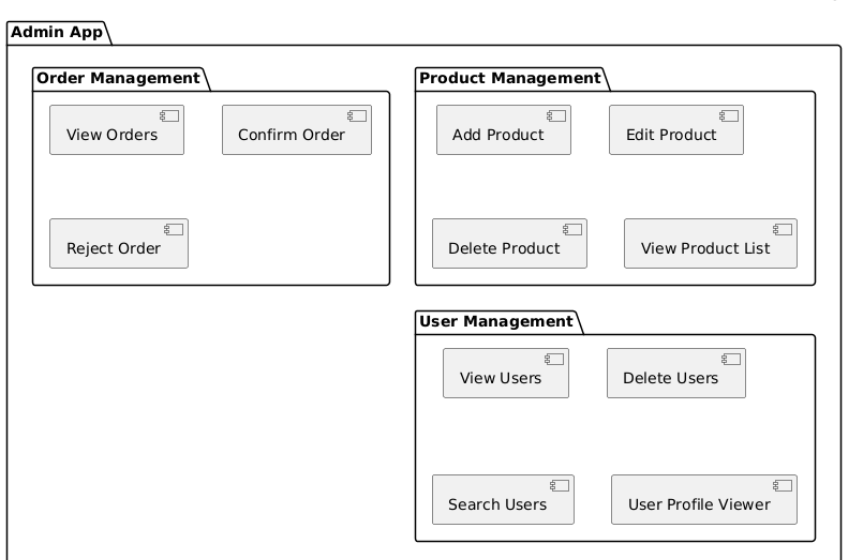 Admin App
Order Management
View Orders
Confirm Order
Reject Order
Product Management
Add Product
Edit Product
Delete Product
View Product List
User Management
View Users
Delete Users
Search Users
User Profile Viewer